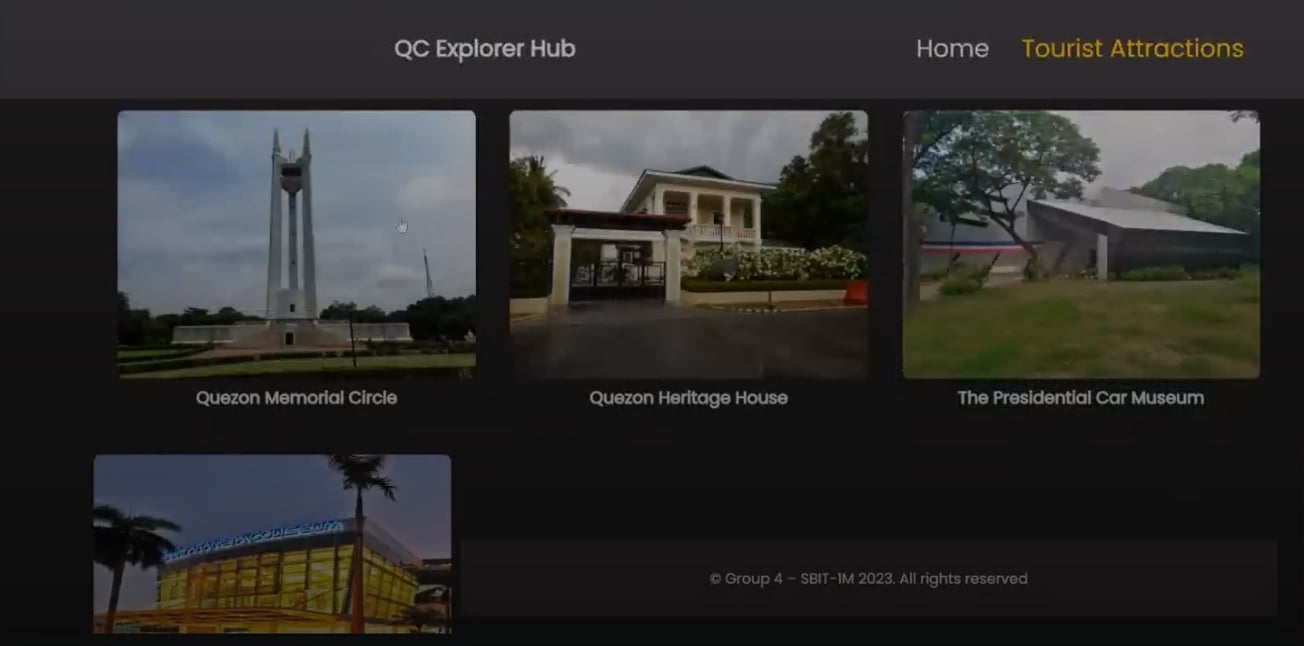 QC Explorer Hub
Home
Tourist Attractions
Quezon Memorial Circle
Quezon Heritage House
The Presidential Car Museum
© Group 4 – SBIT-1M 2023. All rights reserved